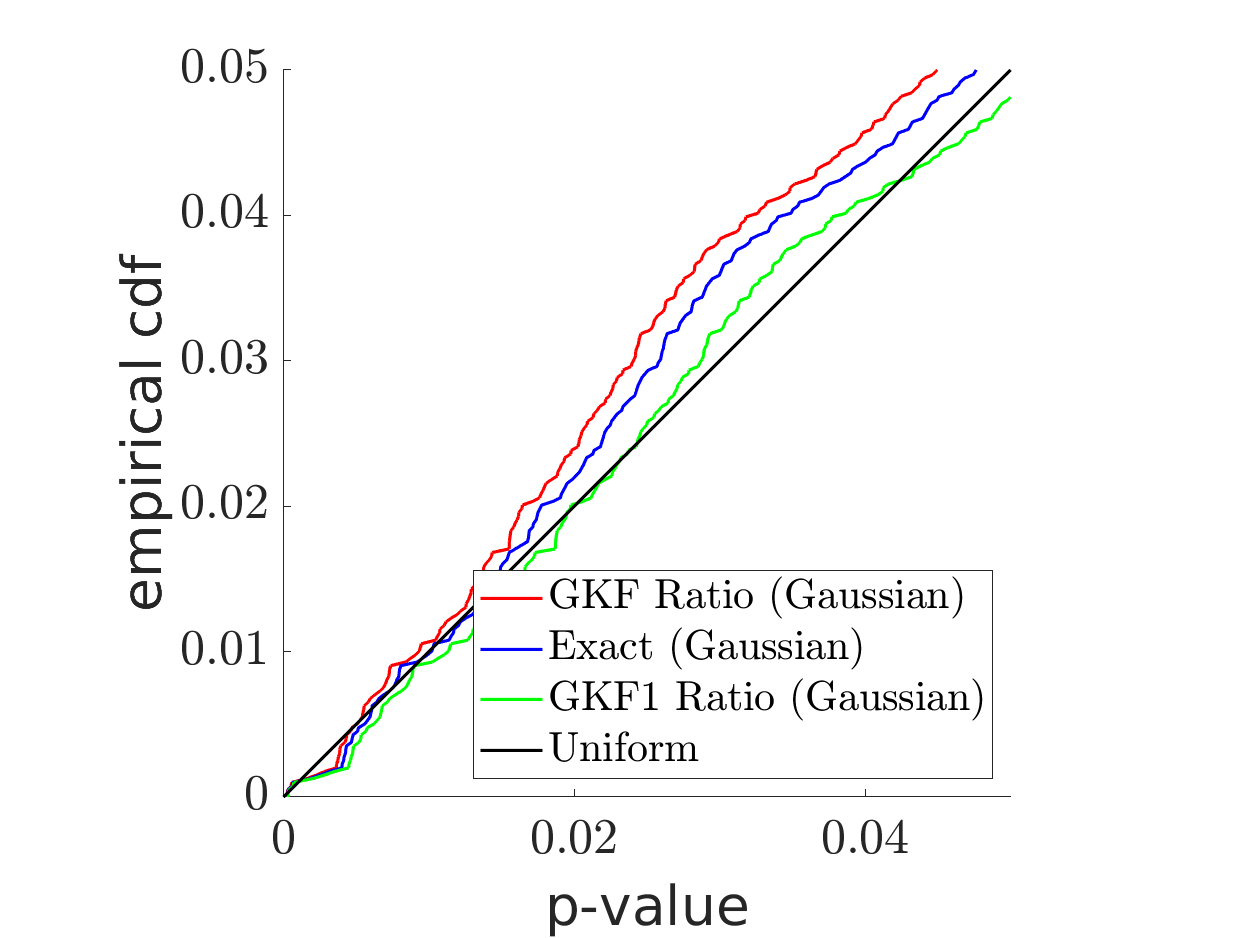 0.05
0.04
0.03
0.02
0.01
0
empirical cdf
GKF Ratio (Gaussian)
Exact (Gaussian)
GKF1 Ratio (Gaussian)
Uniform
0 0.02 0.04
p-value